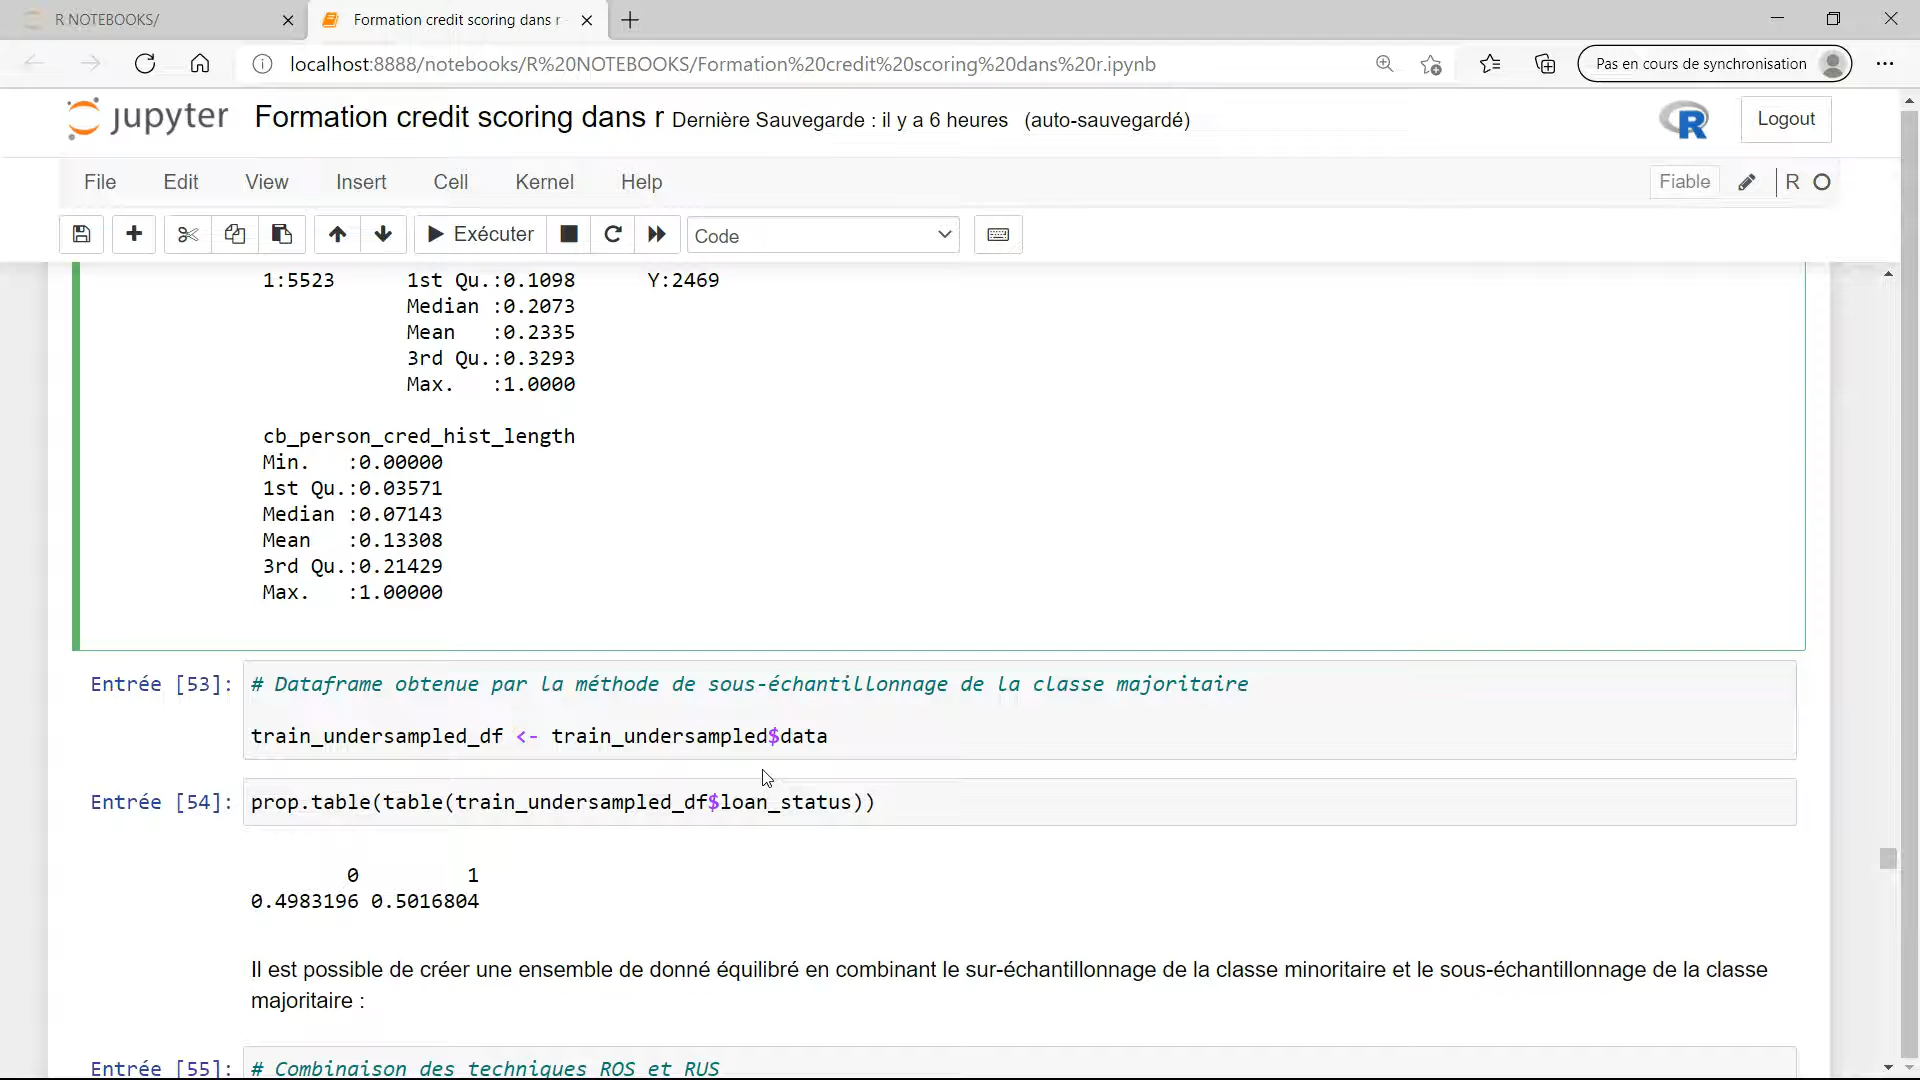 R NOTEBOOKS/
Formation credit scoring dans r
localhost:8888/notebooks/R%20NOTEBOOKS/Formation%20credit%20scoring%20dans%20r.ipynb
Pas en cours de synchronisation
jupyter Formation credit scoring dans r Dernière Sauvegarde : il y a 6 heures (auto-sauvegardé)
R
Logout
File Edit View Insert Cell Kernel Help
Fiable
R
Exécuter
Code
1:5523 1st Qu.:0.1098 Y:2469
Median :0.2073
Mean :0.2335
3rd Qu.:0.3293
Max. :1.0000
cb_person_cred_hist_length
Min. :0.00000
1st Qu.:0.03571
Median :0.07143
Mean :0.13308
3rd Qu.:0.21429
Max. :1.00000
Entrée [53]: # Dataframe obtenue par la méthode de sous-échantillonnage de la classe majoritaire
train_undersampled_df <- train_undersampled$data
Entrée [54]: prop.table(table(train_undersampled_df$loan_status))
0 1
0.4983196 0.5016804
Il est possible de créer une ensemble de donné équilibré en combinant le sur-échantillonnage de la classe minoritaire et le sous-échantillonnage de la classe
majoritaire :
Entrée [55]: # Combinaison des techniques ROS et RUS